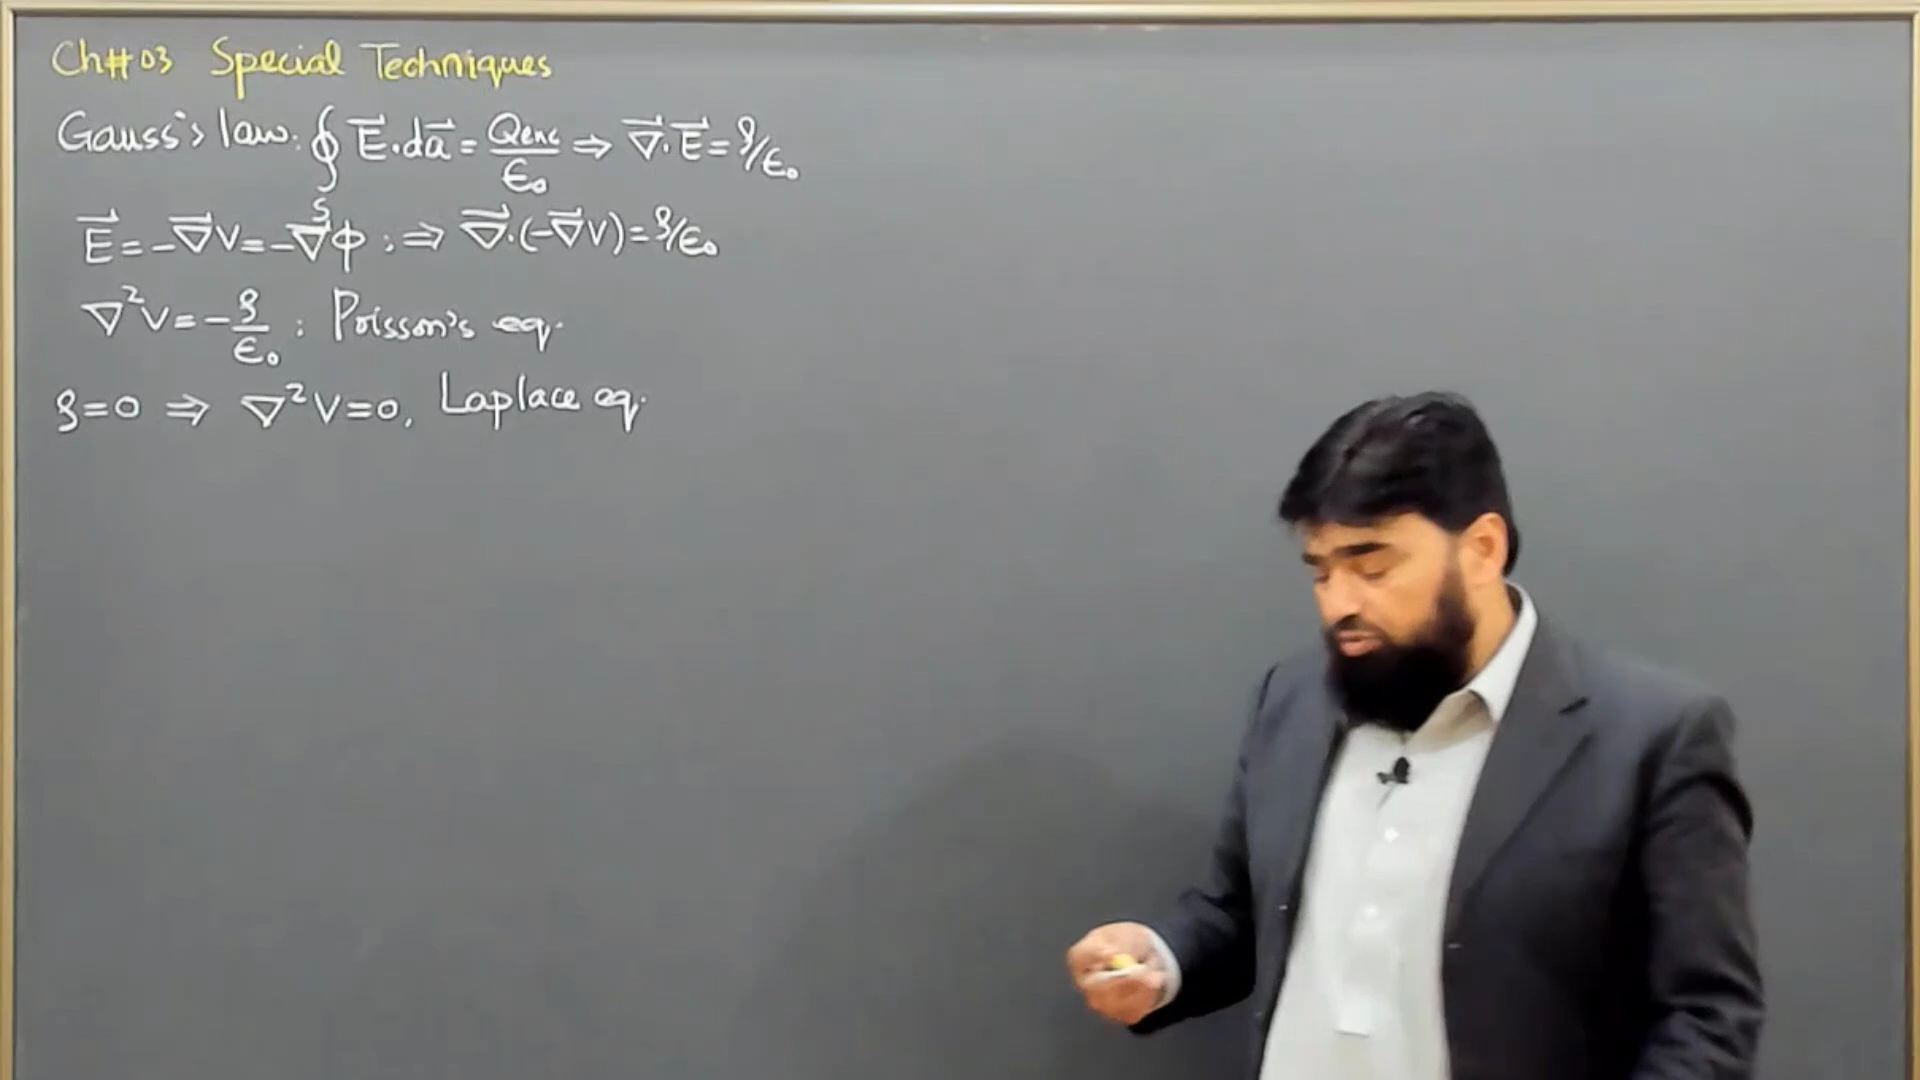 Ch# 03 Special Techniques
Gauss's law: ∮_S E⃗·da⃗ = Qenc/ε₀ ⇒ ∇⃗·E⃗ = ρ/ε₀
E⃗ = -∇⃗V = -∇⃗ϕ ; ⇒ ∇⃗·(-∇⃗V) = ρ/ε₀
∇²V = -ρ/ε₀ : Poisson's eq.
ρ=0 ⇒ ∇²V=0, Laplace eq.